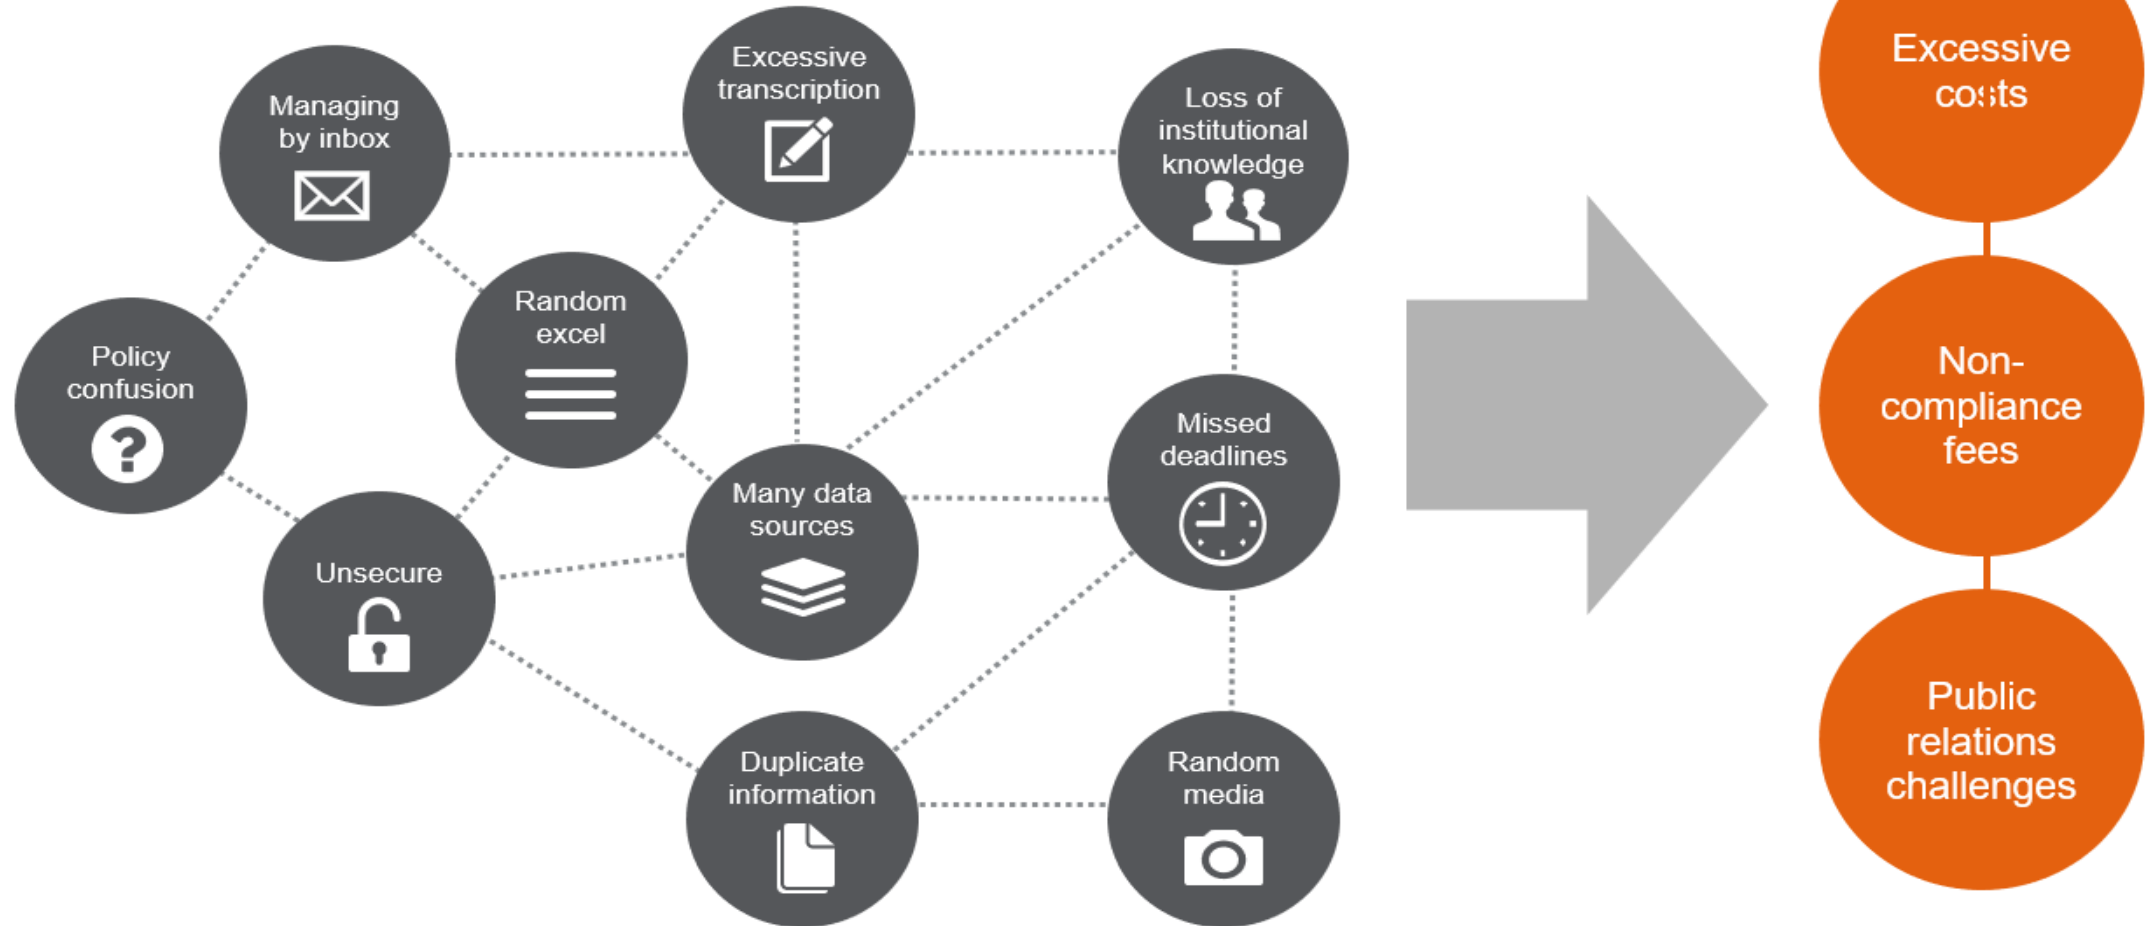 Excessive
transcription
Managing
by inbox
Loss of
institutional
knowledge
Random
excel
Policy
confusion
Missed
deadlines
Many data
sources
Unsecure
Duplicate
information
Random
media
Excessive
costs
Non-
compliance
fees
Public
relations
challenges